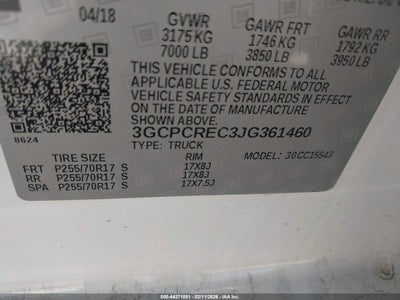 04/18 GVWR GAWR FRT GAWR RR
3175 KG 1746 KG 1792 KG
7000 LB 3850 LB 3950 LB
THIS VEHICLE CONFORMS TO ALL APPLICABLE
U.S. FEDERAL MOTOR
VEHICLE SAFETY STANDARDS IN EFFECT ON
THE DATE OF MANUFACTURE
SHOWN ABOVE.
3GCPCREC3JG361460
8624 TYPE: TRUCK
TIRE SIZE RIM MODEL: 30CC15543
FRT P255/70R17 S 17X8J
RR P255/70R17 S 17X8J
SPA P255/70R17 S 17X7.5J
000-44371051 - 02/11/2026 - IAAI